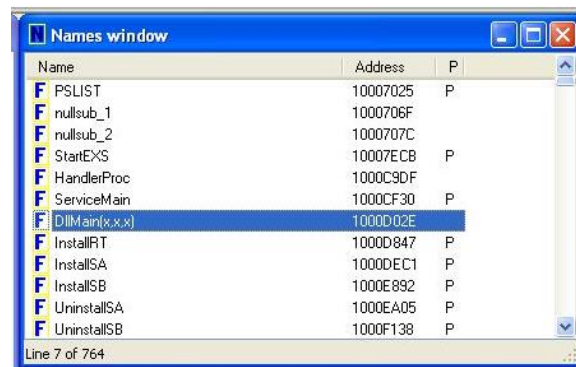 N Names window
Name Address P
F PSLIST 10007025 P
F nullsub_1 1000706F
F nullsub_2 1000707C
F StartEXS 10007ECB P
F HandlerProc 1000C9DF
F ServiceMain 1000CF30 P
F DllMain(x,x,x) 1000D02E
F InstallRT 1000D847 P
F InstallSA 1000DEC1 P
F InstallSB 1000E892 P
F UninstallSA 1000EA05 P
F UninstallSB 1000F138 P
Line 7 of 764